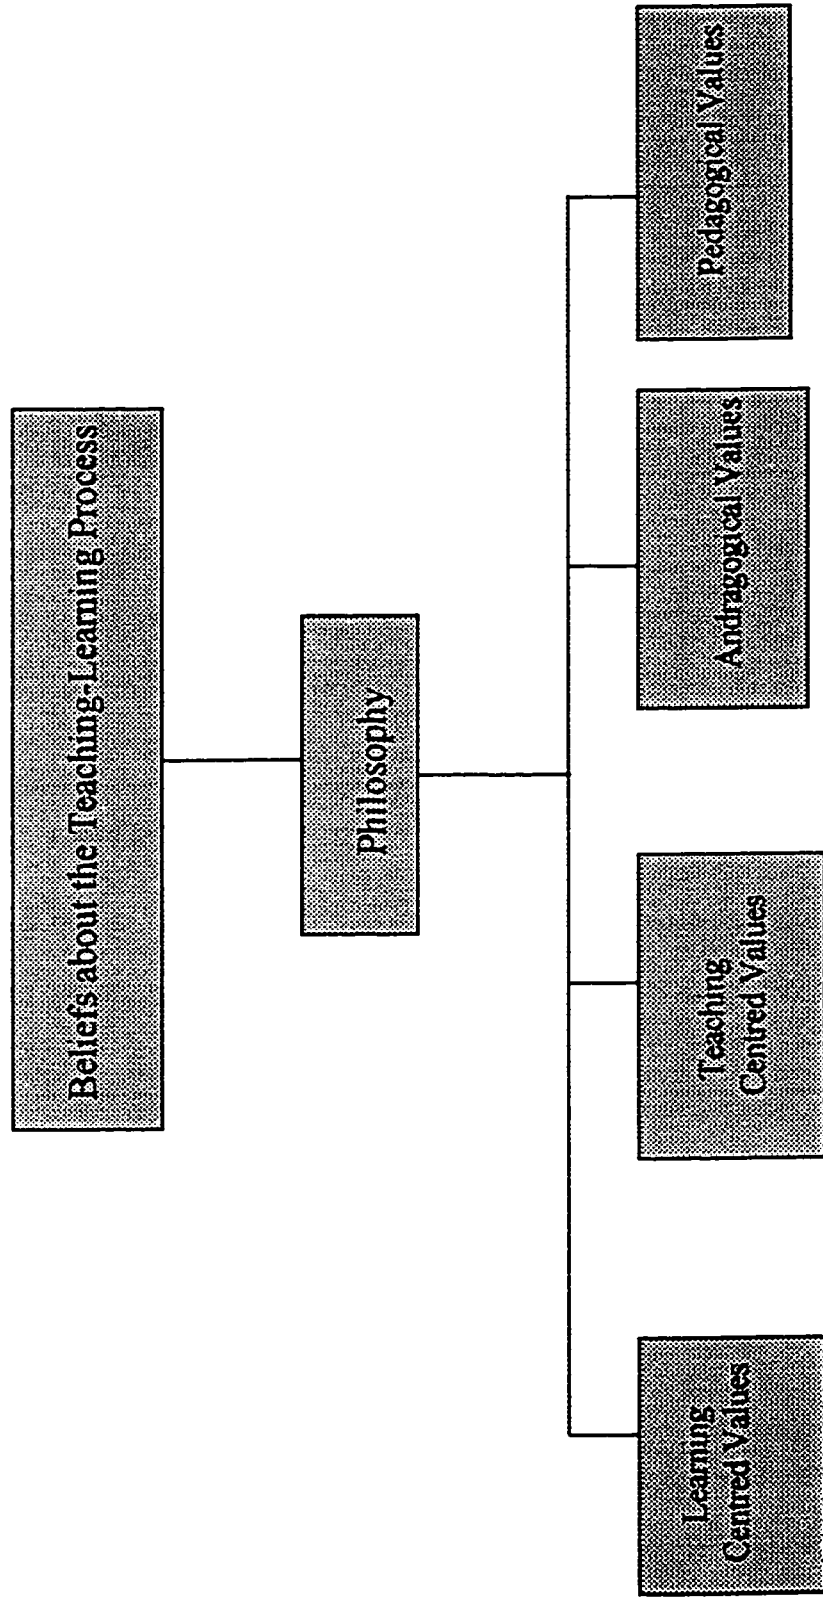 Beliefs about the Teaching-Learning Process
Philosophy
Learning
Centred Values
Teaching
Centred Values
Andragogical Values
Pedagogical Values